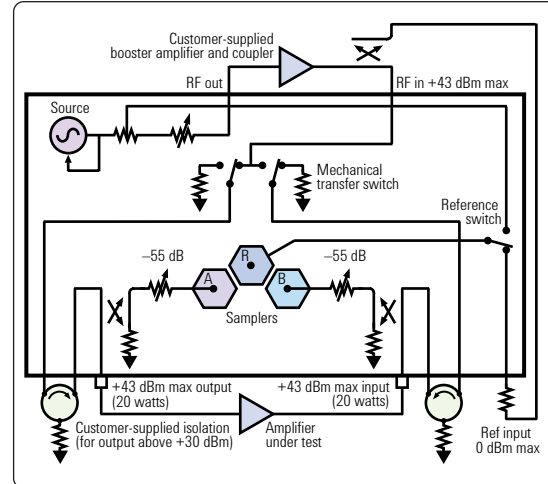 Customer-supplied
booster amplifier and coupler
RF out
RF in +43 dBm max
Source
Mechanical
transfer switch
Reference
switch
–55 dB
R
–55 dB
A
B
Samplers
+43 dBm max output
(20 watts)
+43 dBm max input
(20 watts)
Customer-supplied isolation
(for output above +30 dBm)
Amplifier
under test
Ref input
0 dBm max